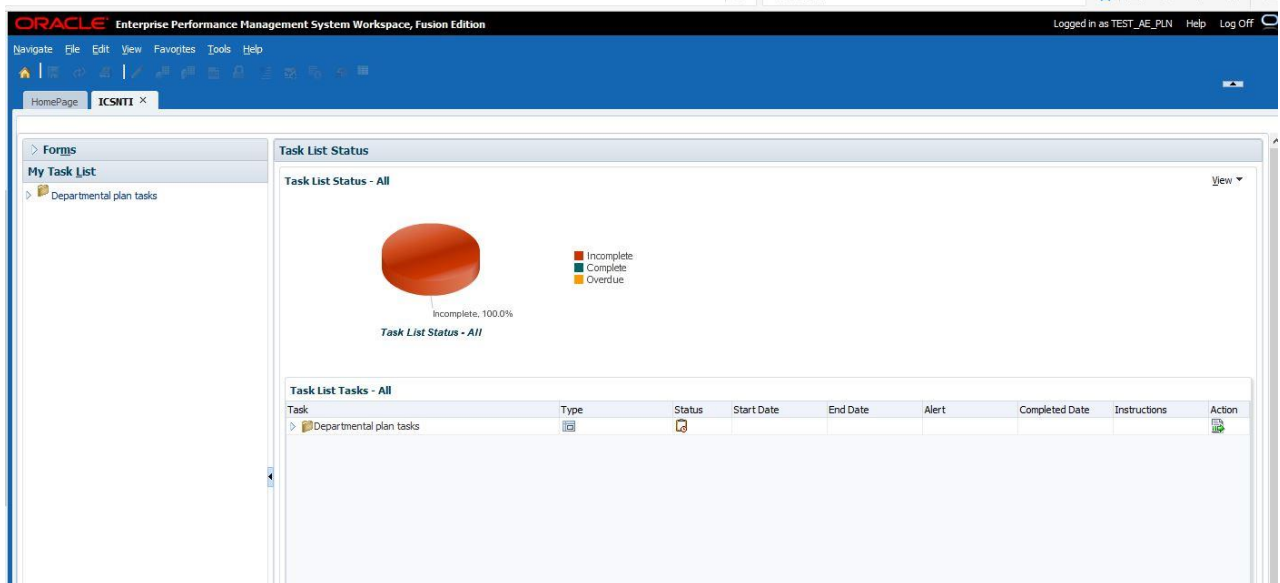 ORACLE Enterprise Performance Management System Workspace, Fusion Edition
Logged in as TEST_AE_PLN Help Log Off
Navigate File Edit View Favorites Tools Help
HomePage ICSNTI ×
Forms
My Task List
Departmental plan tasks
Task List Status
Task List Status - All
View
Incomplete
Complete
Overdue
Incomplete, 100.0%
Task List Status - All
Task List Tasks - All
Task Type Status Start Date End Date Alert Completed Date Instructions Action
Departmental plan tasks